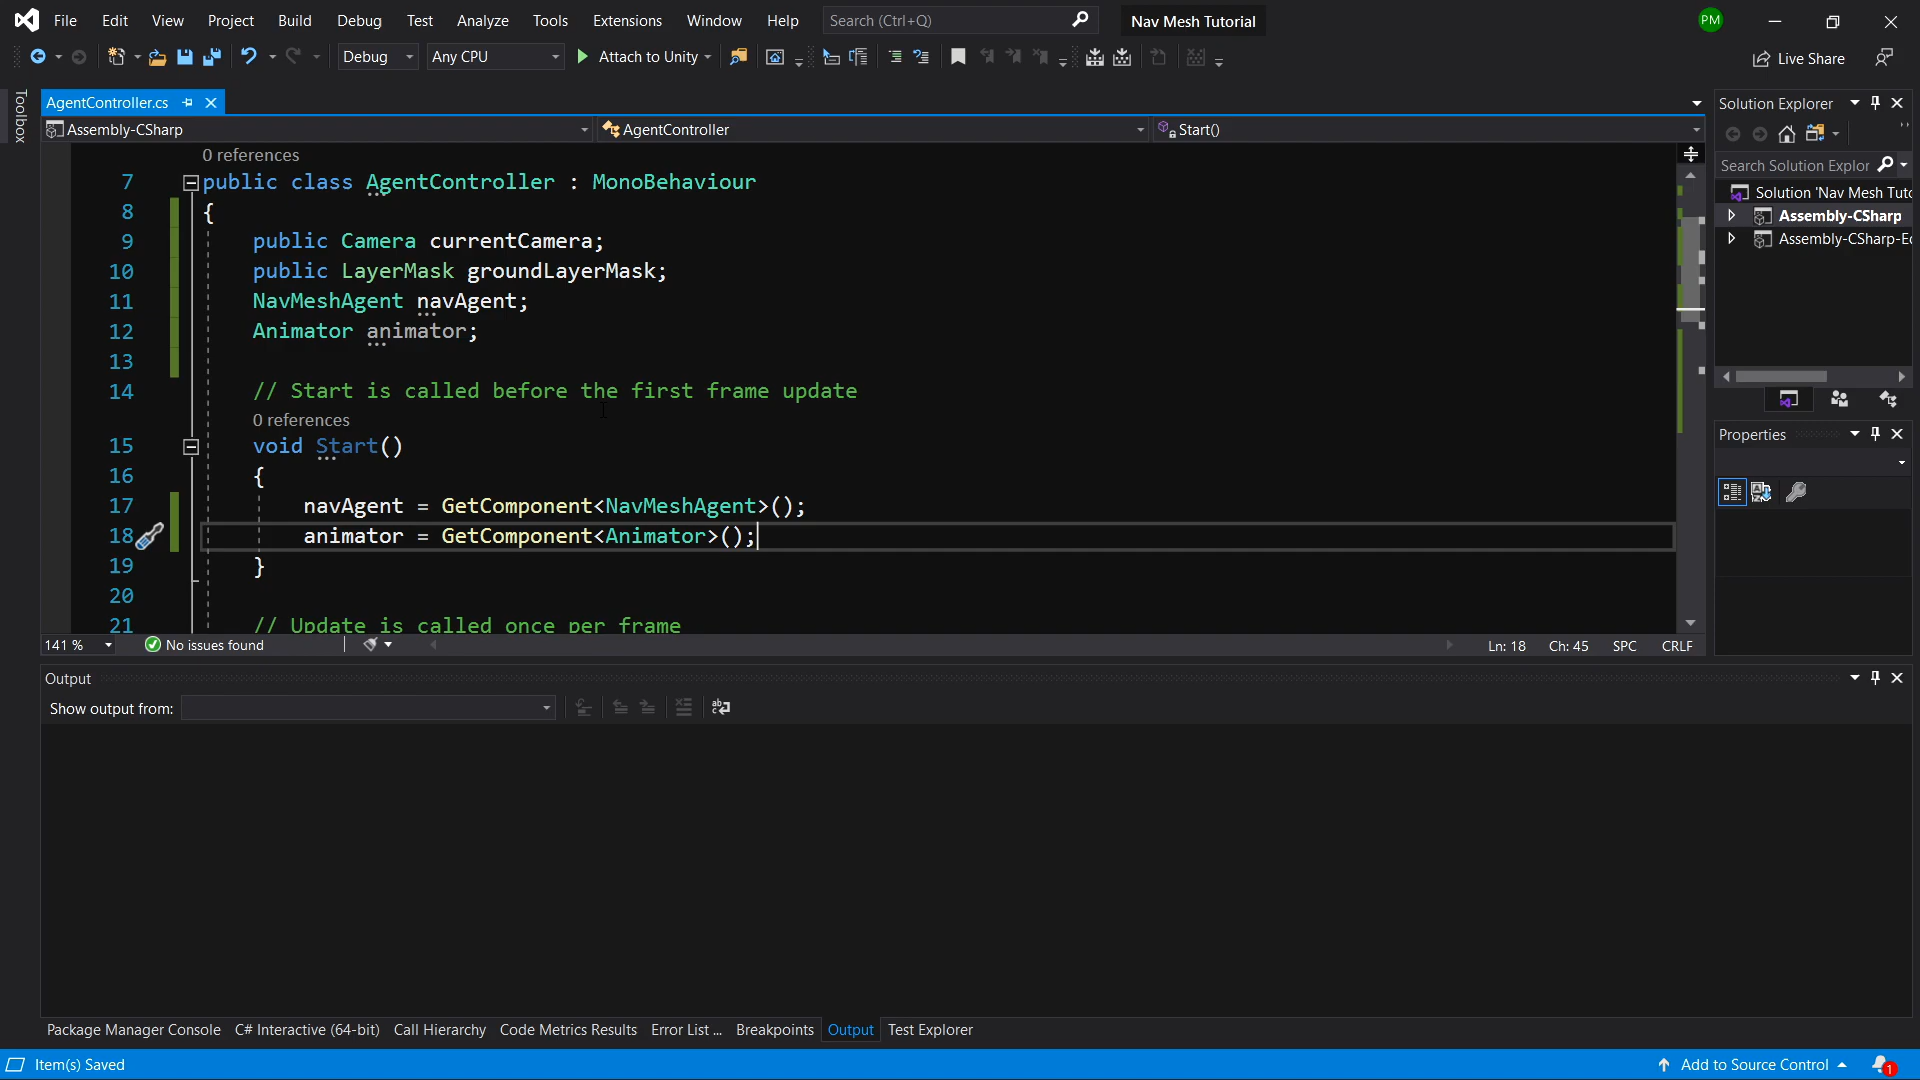 File Edit View Project Build Debug Test Analyze Tools Extensions Window Help Search (Ctrl+Q) Nav Mesh Tutorial PM
Debug Any CPU Attach to Unity Live Share
Toolbox
AgentController.cs
Assembly-CSharp AgentController Start()
0 references
7 public class AgentController : MonoBehaviour
8 {
9 public Camera currentCamera;
10 public LayerMask groundLayerMask;
11 NavMeshAgent navAgent;
12 Animator animator;
13
14 // Start is called before the first frame update
0 references
15 void Start()
16 {
17 navAgent = GetComponent<NavMeshAgent>();
18 animator = GetComponent<Animator>();
19 }
20
21 // Update is called once per frame
141 % No issues found Ln: 18 Ch: 45 SPC CRLF
Solution Explorer
Search Solution Explor
Solution 'Nav Mesh Tuto
Assembly-CSharp
Assembly-CSharp-Ec
Properties
Output
Show output from:
Package Manager Console C# Interactive (64-bit) Call Hierarchy Code Metrics Results Error List ... Breakpoints Output Test Explorer
Item(s) Saved Add to Source Control 1